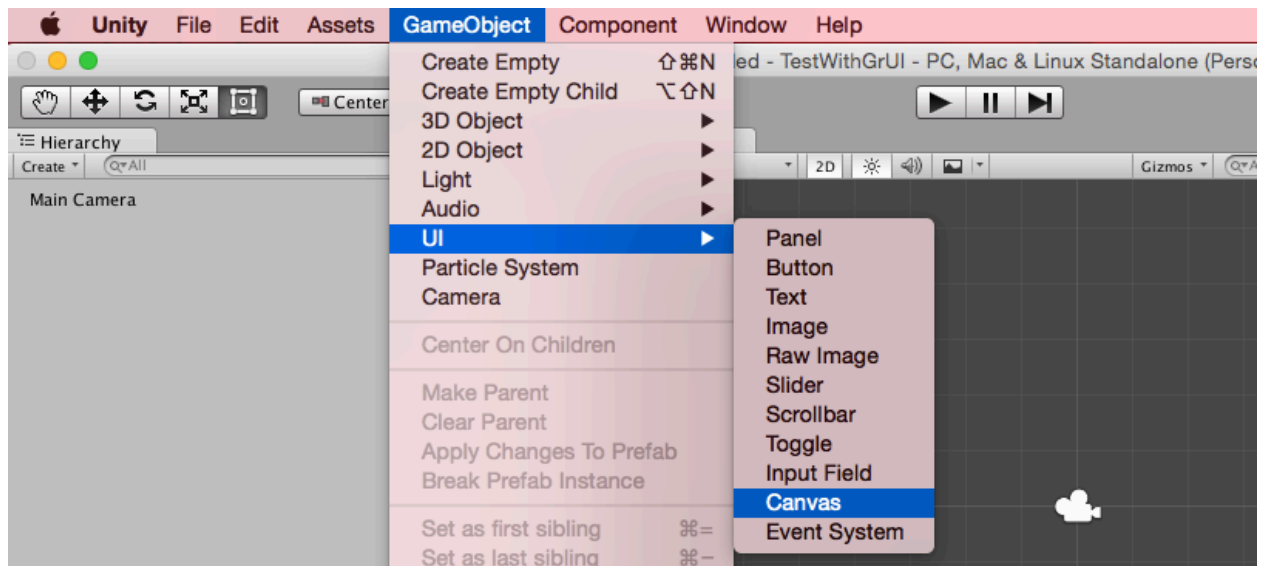 Unity File Edit Assets GameObject Component Window Help
led - TestWithGrUI - PC, Mac & Linux Standalone (Perso
Center
Hierarchy
Create All
2D Gizmos
Main Camera
Create Empty ⇧⌘N
Create Empty Child ⌥⇧N
3D Object
2D Object
Light
Audio
UI
Particle System
Camera
Center On Children
Make Parent
Clear Parent
Apply Changes To Prefab
Break Prefab Instance
Set as first sibling ⌘=
Set as last sibling ⌘-
Panel
Button
Text
Image
Raw Image
Slider
Scrollbar
Toggle
Input Field
Canvas
Event System